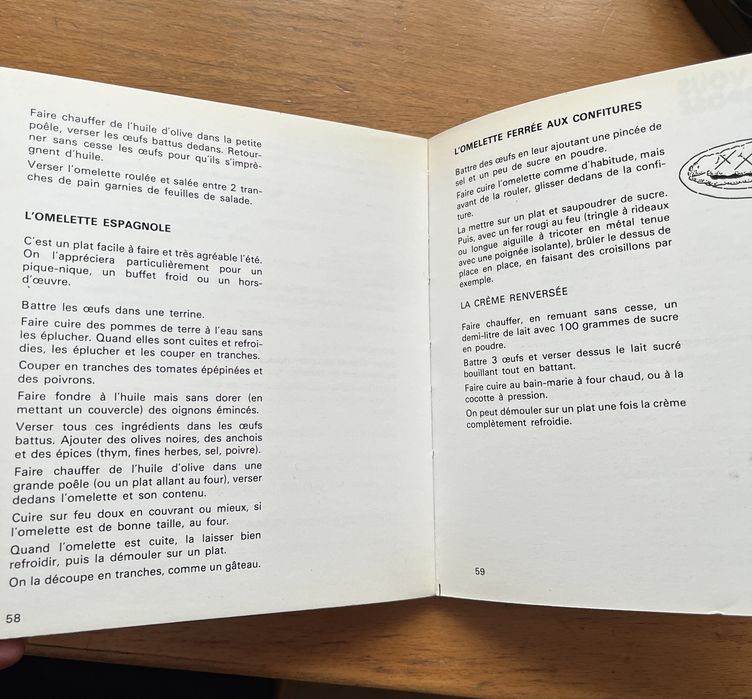 Faire chauffer de l'huile d'olive dans la petite
poêle, verser les œufs battus dedans. Retour-
ner sans cesse les œufs pour qu'ils s'imprè-
gnent d'huile.
Verser l'omelette roulée et salée entre 2 tran-
ches de pain garnies de feuilles de salade.
L'OMELETTE ESPAGNOLE
C'est un plat facile à faire et très agréable l'été.
On l'appréciera particulièrement pour un
pique-nique, un buffet froid ou un hors-
d'œuvre.
Battre les œufs dans une terrine.
Faire cuire des pommes de terre à l'eau sans
les éplucher. Quand elles sont cuites et refroi-
dies, les éplucher et les couper en tranches.
Couper en tranches des tomates épépinées et
des poivrons.
Faire fondre à l'huile mais sans dorer (en
mettant un couvercle) des oignons émincés.
Verser tous ces ingrédients dans les œufs
battus. Ajouter des olives noires, des anchois
et des épices (thym, fines herbes, sel, poivre).
Faire chauffer de l'huile d'olive dans une
grande poêle (ou un plat allant au four), verser
dedans l'omelette et son contenu.
Cuire sur feu doux en couvrant ou mieux, si
l'omelette est de bonne taille, au four.
Quand l'omelette est cuite, la laisser bien
refroidir, puis la démouler sur un plat.
On la découpe en tranches, comme un gâteau.
58
L'OMELETTE FERRÉE AUX CONFITURES
Battre des œufs en leur ajoutant une pincée de
sel et un peu de sucre en poudre.
Faire cuire l'omelette comme d'habitude, mais
avant de la rouler, glisser dedans de la confi-
ture.
La mettre sur un plat et saupoudrer de sucre.
Puis, avec un fer rougi au feu (tringle à rideaux
ou longue aiguille à tricoter en métal tenue
avec une poignée isolante), brûler le dessus de
place en place, en faisant des croisillons par
exemple.
LA CRÈME RENVERSÉE
Faire chauffer, en remuant sans cesse, un
demi-litre de lait avec 100 grammes de sucre
en poudre.
Battre 3 œufs et verser dessus le lait sucré
bouillant tout en battant.
Faire cuire au bain-marie à four chaud, ou à la
cocotte à pression.
On peut démouler sur un plat une fois la crème
complètement refroidie.
59